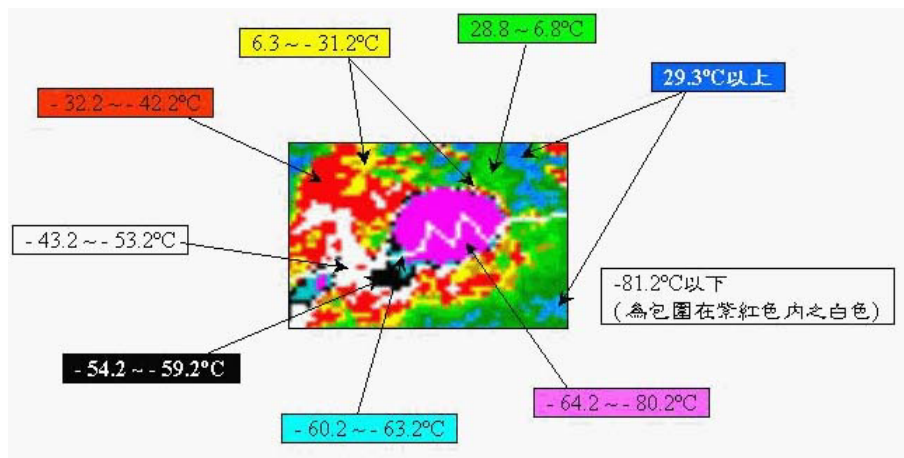 6.3 ~ - 31.2°C
28.8 ~ 6.8°C
29.3°C以上
- 32.2 ~ - 42.2°C
- 43.2 ~ - 53.2°C
-81.2°C以下
(為包圍在紫紅色內之白色)
- 54.2 ~ - 59.2°C
- 64.2 ~ - 80.2°C
- 60.2 ~ - 63.2°C